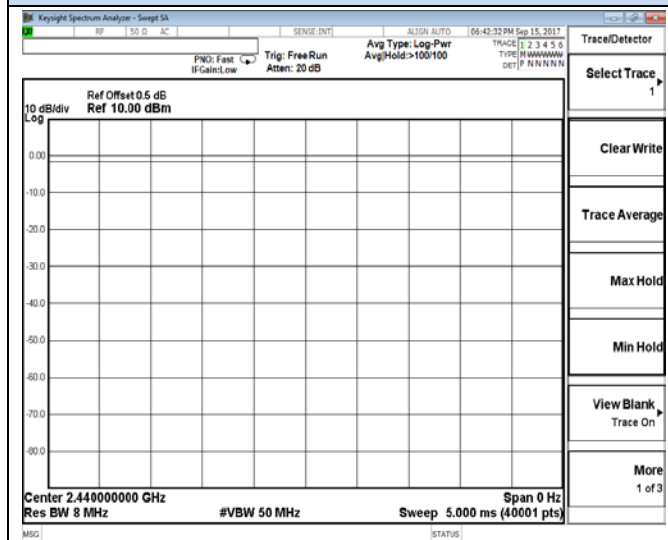 Keysight Spectrum Analyzer - Swept SA
RF 50 Ω AC SENSE:INT ALIGN AUTO 06:42:32 PM Sep 15, 2017
PNO: Fast Trig: Free Run Avg Type: Log-Pwr TRACE 1 2 3 4 5 6
IFGain:Low Atten: 20 dB Avg|Hold:>100/100 TYPE MWWWWW
DET P NNNNN
Ref Offset 0.5 dB
10 dB/div Ref 10.00 dBm
Log
0.00
-10.0
-20.0
-30.0
-40.0
-50.0
-60.0
-70.0
-80.0
Center 2.440000000 GHz Span 0 Hz
Res BW 8 MHz #VBW 50 MHz Sweep 5.000 ms (40001 pts)
MSG STATUS
Trace/Detector
Select Trace
1
Clear Write
Trace Average
Max Hold
Min Hold
View Blank
Trace On
More
1 of 3